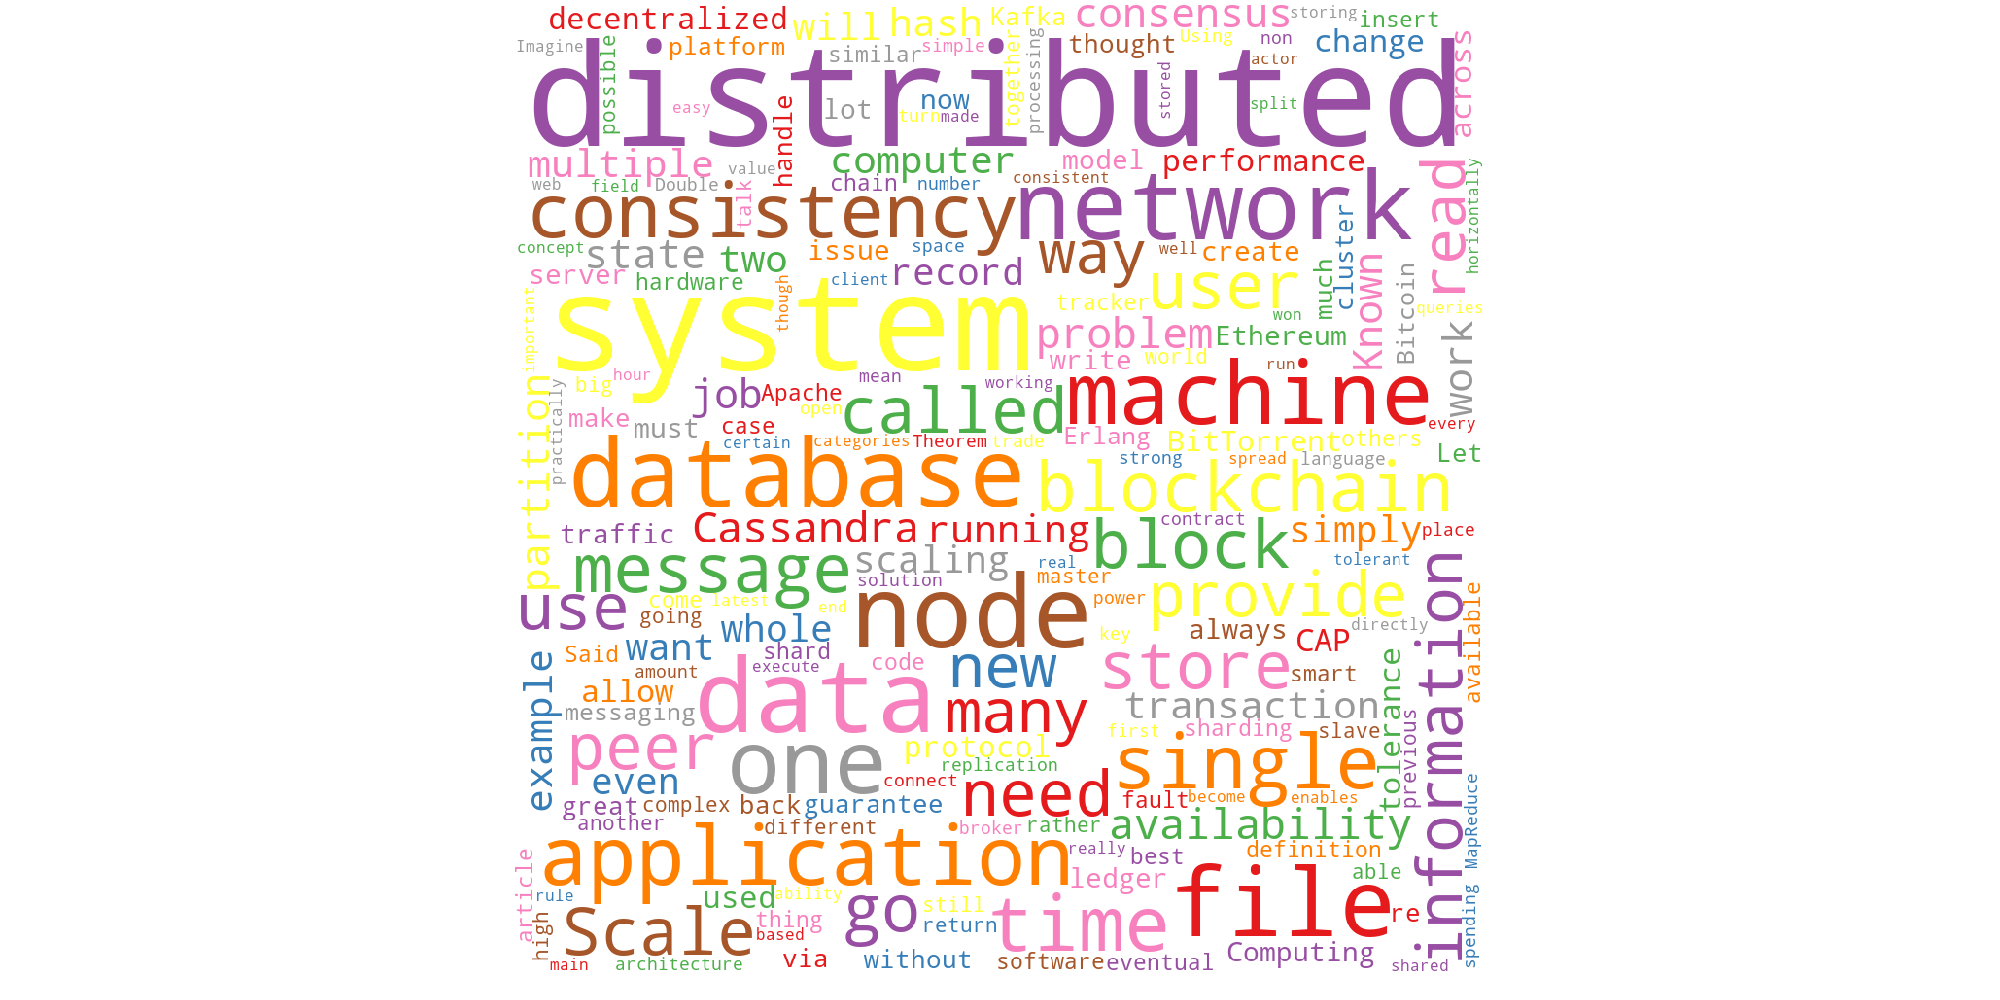 decentralized
will
hash
Kafka
consensus
storing
insert
Imagine
platform
similar
simple
together
processing
thought
Using
non
change
across
possible
distributed
actor
easy
handle
lot
now
turn
made
stored
split
multiple
value
computer
model
performance
read
horizontally
web
field
Double
talk
chain
number
consistent
consistency
network
concept
state
two
issue
space
way
well
create
cluster
server
hardware
though
client
record
tracker
user
much
Known
Bitcoin
queries
important
system
problem
won
Ethereum
work
write
world
run
big
hour
job
Apache
mean
working
machine
partition
practically
make
must
case
open
called
every
certain
categories
Theorem
trade
Erlang
BitTorrent
others
database
strong
spread
language
Let
blockchain
traffic
Cassandra
running
block
contract
simply
place
message
scaling
solution
real
master
tolerant
information
use
come
latest
end
node
power
provide
available
going
whole
key
always
CAP
directly
Said
want
shard
execute
code
new
store
smart
tolerance
example
amount
allow
data
many
transaction
messaging
peer
one
protocol
first
sharding
slave
previous
even
replication
connect
need
single
great
complex
back
guarantee
fault
become
enables
MapReduce
another
different
broker
rather
availability
application
really
best
definition
article
rule
used
ability
ledger
file
able
high
Scale
thing
based
go
still
return
time
re
spending
main
architecture
via
without
software
eventual
Computing
shared